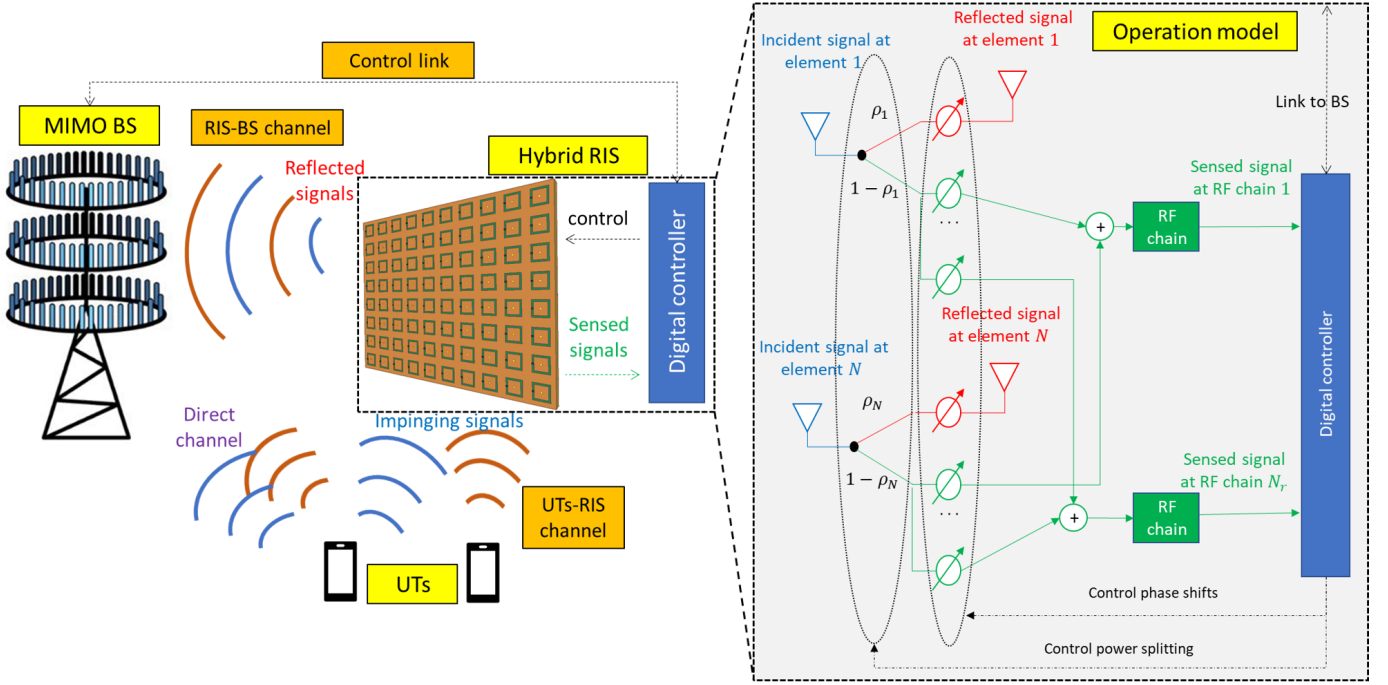 Control link
MIMO BS
RIS-BS channel
Reflected
signals
Hybrid RIS
control
Sensed
signals
Digital controller
Direct
channel
Impinging signals
UTs-RIS
channel
UTs
Operation model
Incident signal at
element 1
Reflected signal
at element 1
ρ₁
1 − ρ₁
...
Link to BS
Sensed signal
at RF chain 1
+
RF
chain
Reflected signal
at element N
Incident signal at
element N
ρ_N
1 − ρ_N
...
Sensed signal
at RF chain N_r
+
RF
chain
Digital controller
Control phase shifts
Control power splitting